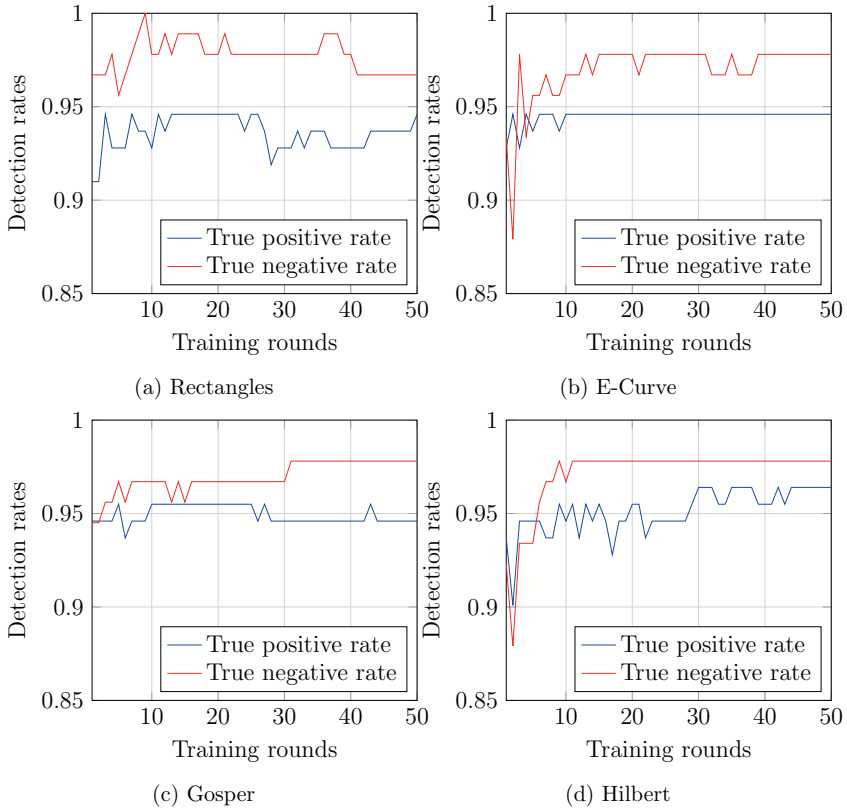 1
0.95
0.9
0.85
Detection rates
True positive rate
True negative rate
10 20 30 40 50
Training rounds
(a) Rectangles
1
0.95
0.9
0.85
Detection rates
True positive rate
True negative rate
10 20 30 40 50
Training rounds
(b) E-Curve
1
0.95
0.9
0.85
Detection rates
True positive rate
True negative rate
10 20 30 40 50
Training rounds
(c) Gosper
1
0.95
0.9
0.85
Detection rates
True positive rate
True negative rate
10 20 30 40 50
Training rounds
(d) Hilbert